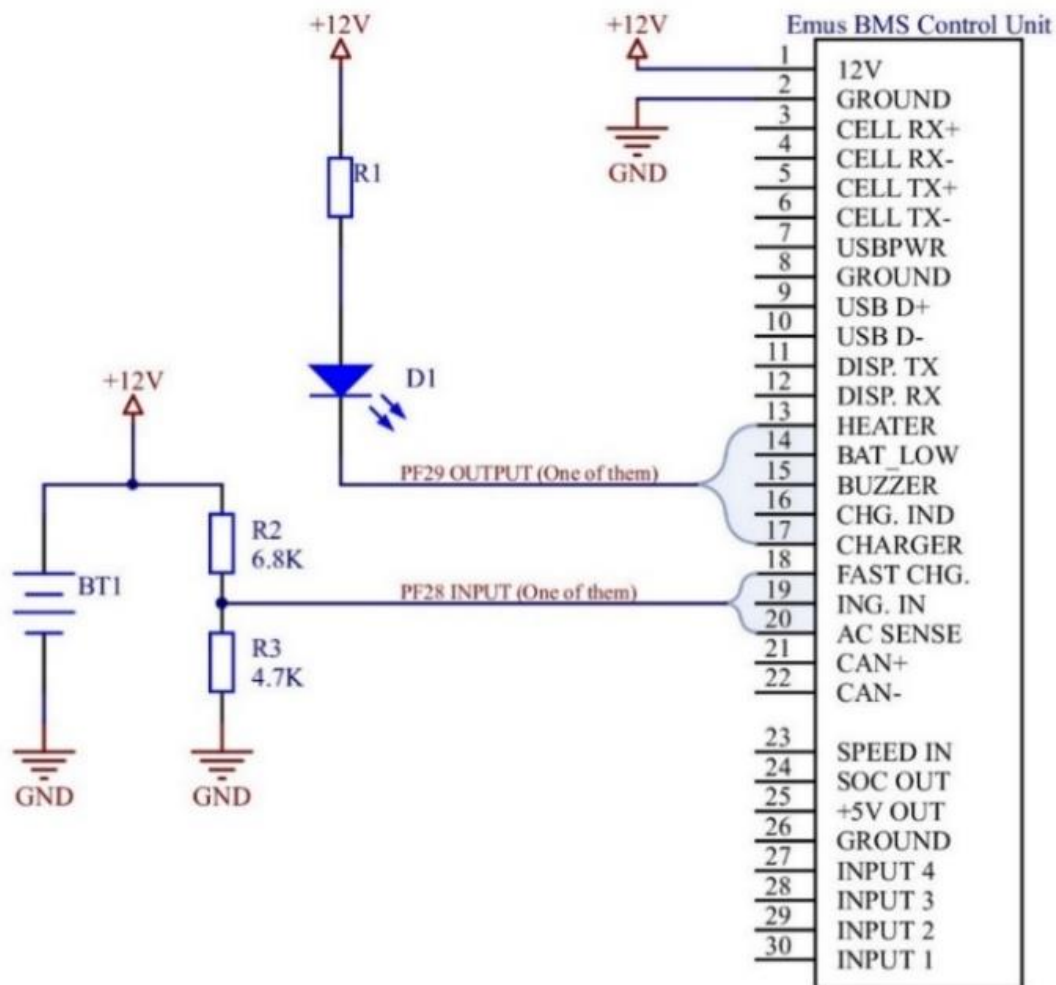 +12V
+12V
Emus BMS Control Unit
1 12V
2 GROUND
GND
3 CELL RX+
4 CELL RX-
5 CELL TX+
6 CELL TX-
7 USBPWR
8 GROUND
9 USB D+
10 USB D-
11 DISP. TX
12 DISP. RX
13 HEATER
14 BAT_LOW
15 BUZZER
16 CHG. IND
17 CHARGER
18 FAST CHG.
19 ING. IN
20 AC SENSE
21 CAN+
22 CAN-
23 SPEED IN
24 SOC OUT
25 +5V OUT
26 GROUND
27 INPUT 4
28 INPUT 3
29 INPUT 2
30 INPUT 1
R1
D1
PF29 OUTPUT (One of them)
+12V
R2
6.8K
BT1
PF28 INPUT (One of them)
R3
4.7K
GND
GND